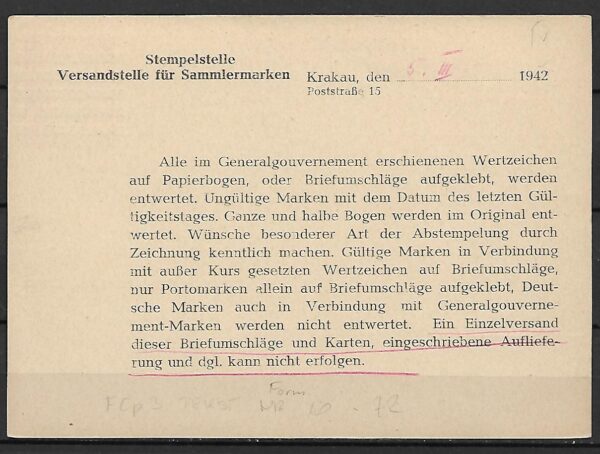 Stempelstelle
Versandstelle für Sammlermarken
Krakau, den 5. III 1942
Poststraße 15
Alle im Generalgouvernement erschienenen Wertzeichen
auf Papierbogen, oder Briefumschläge aufgeklebt, werden
entwertet. Ungültige Marken mit dem Datum des letzten Gül-
tigkeitstages. Ganze und halbe Bogen werden im Original ent-
wertet. Wünsche besonderer Art der Abstempelung durch
Zeichnung kenntlich machen. Gültige Marken in Verbindung
mit außer Kurs gesetzten Wertzeichen auf Briefumschläge,
nur Portomarken allein auf Briefumschläge aufgeklebt, Deut-
sche Marken auch in Verbindung mit Generalgouverne-
ment-Marken werden nicht entwertet. Ein Einzelversand
dieser Briefumschläge und Karten, eingeschriebene Aufliefe-
rung und dgl. kann nicht erfolgen.
Form